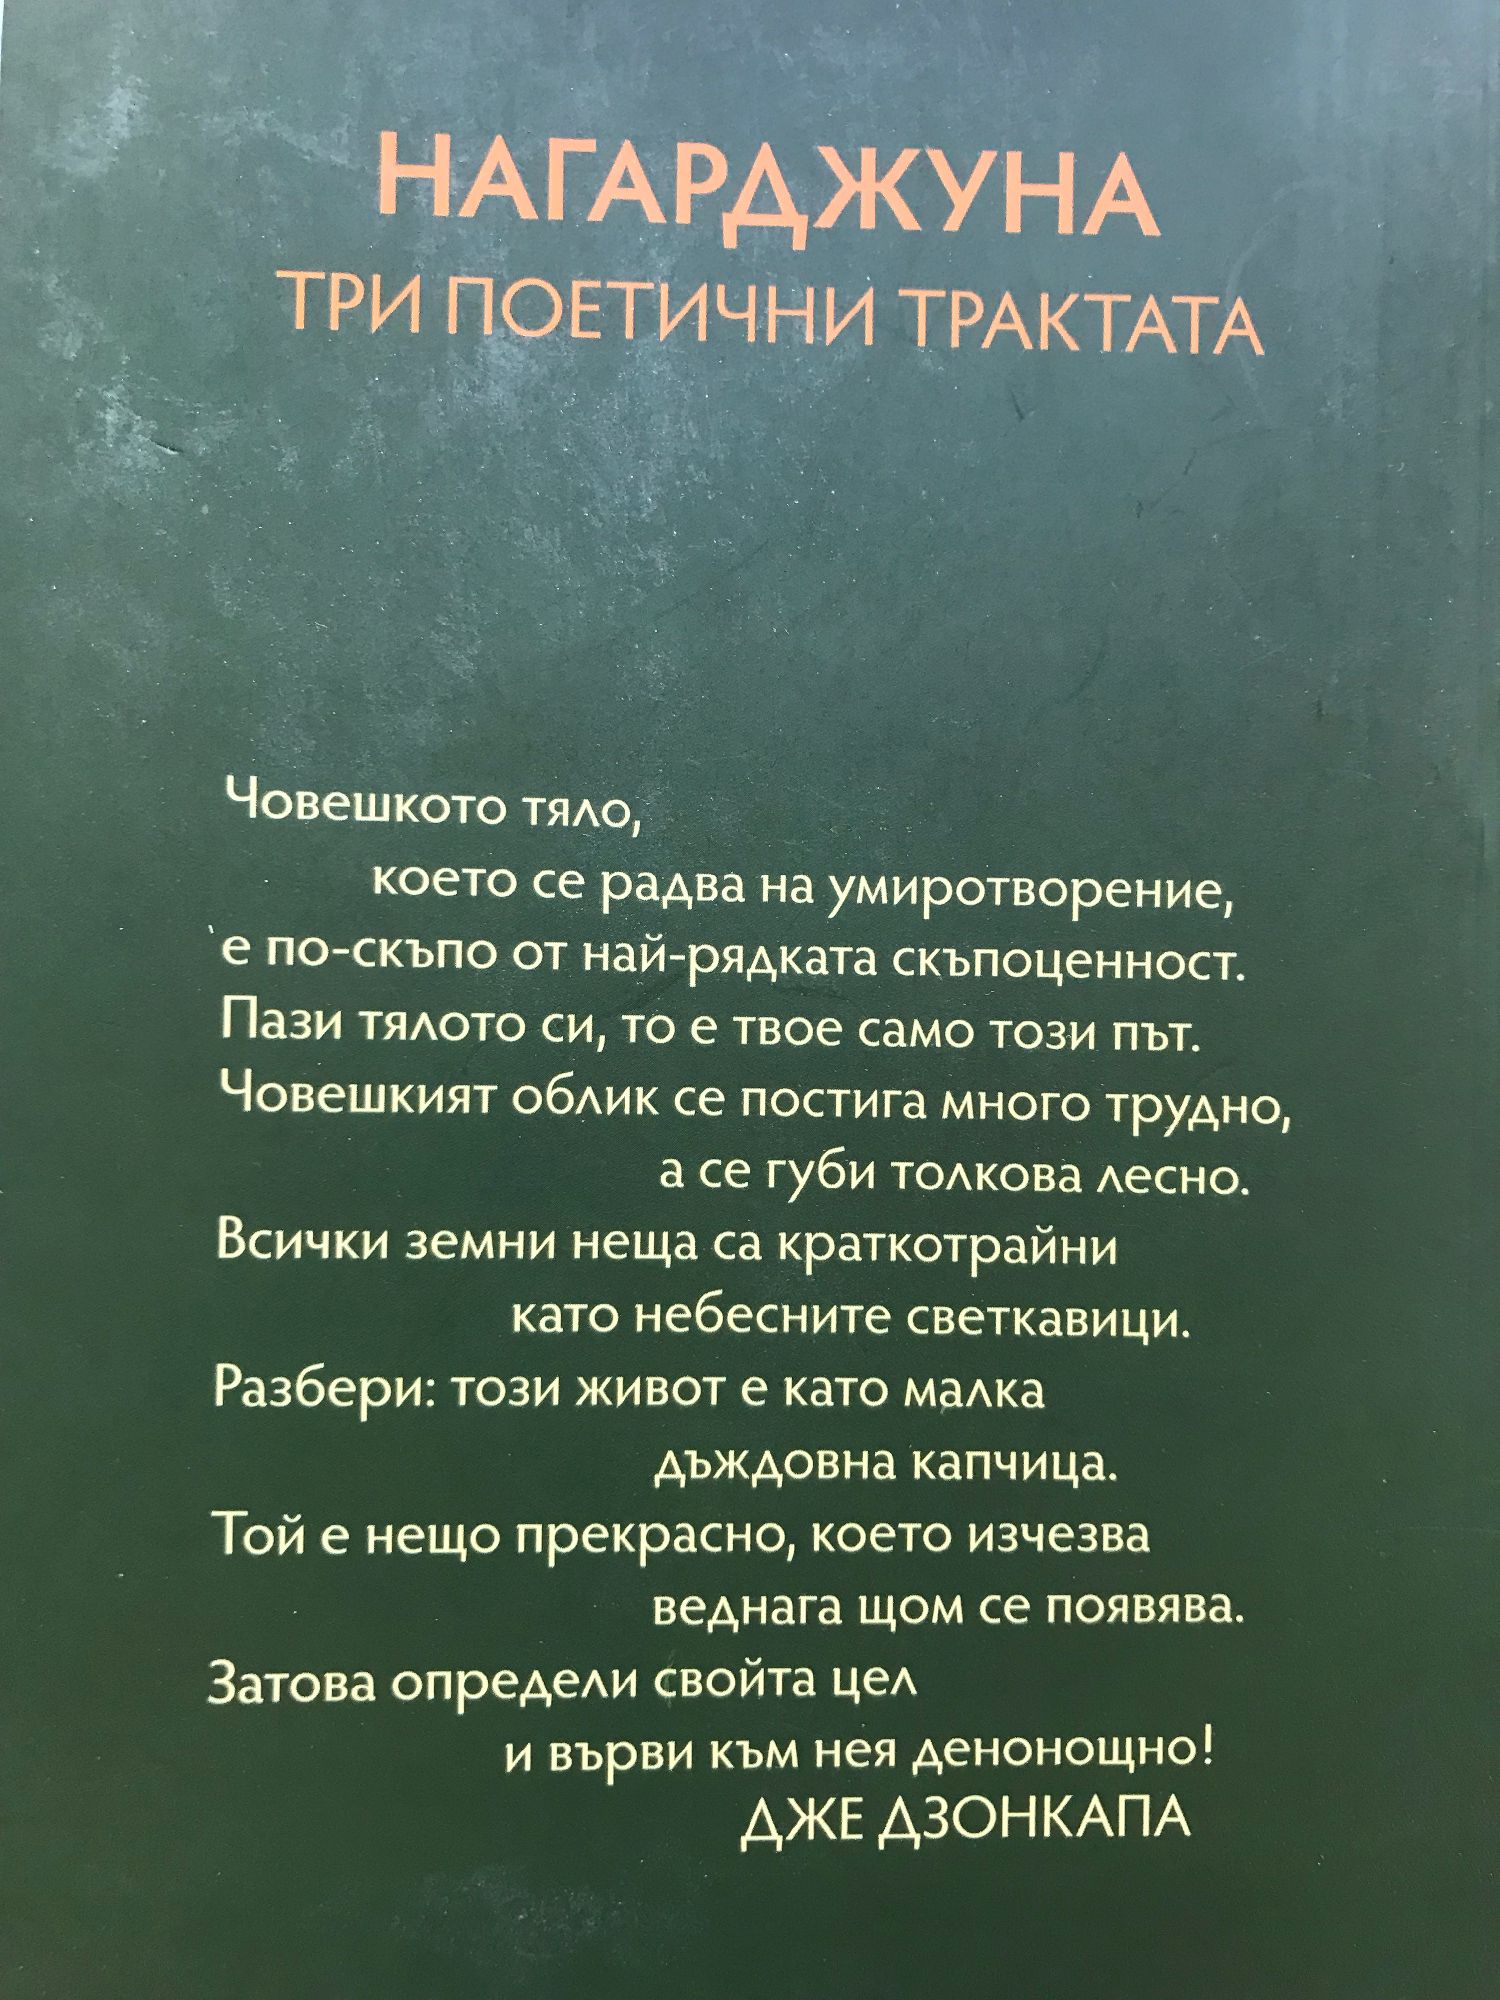 НАГАРДЖУНА
ТРИ ПОЕТИЧНИ ТРАКТАТА
Човешкото тяло,
което се радва на умиротворение,
е по-скъпо от най-рядката скъпоценност.
Пази тялото си, то е твое само този път.
Човешкият облик се постига много трудно,
а се губи толкова лесно.
Всички земни неща са краткотрайни
като небесните светкавици.
Разбери: този живот е като малка
дъждовна капчица.
Той е нещо прекрасно, което изчезва
веднага щом се появява.
Затова определи свойта цел
и върви към нея денонощно!
ДЖЕ ДЗОНКАПА